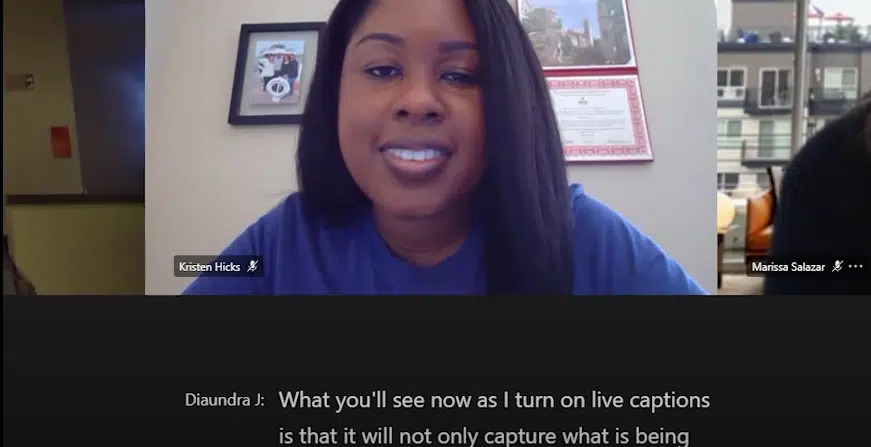 Kristen Hicks
Marissa Salazar
Diaundra J: What you'll see now as I turn on live captions
is that it will not only capture what is being